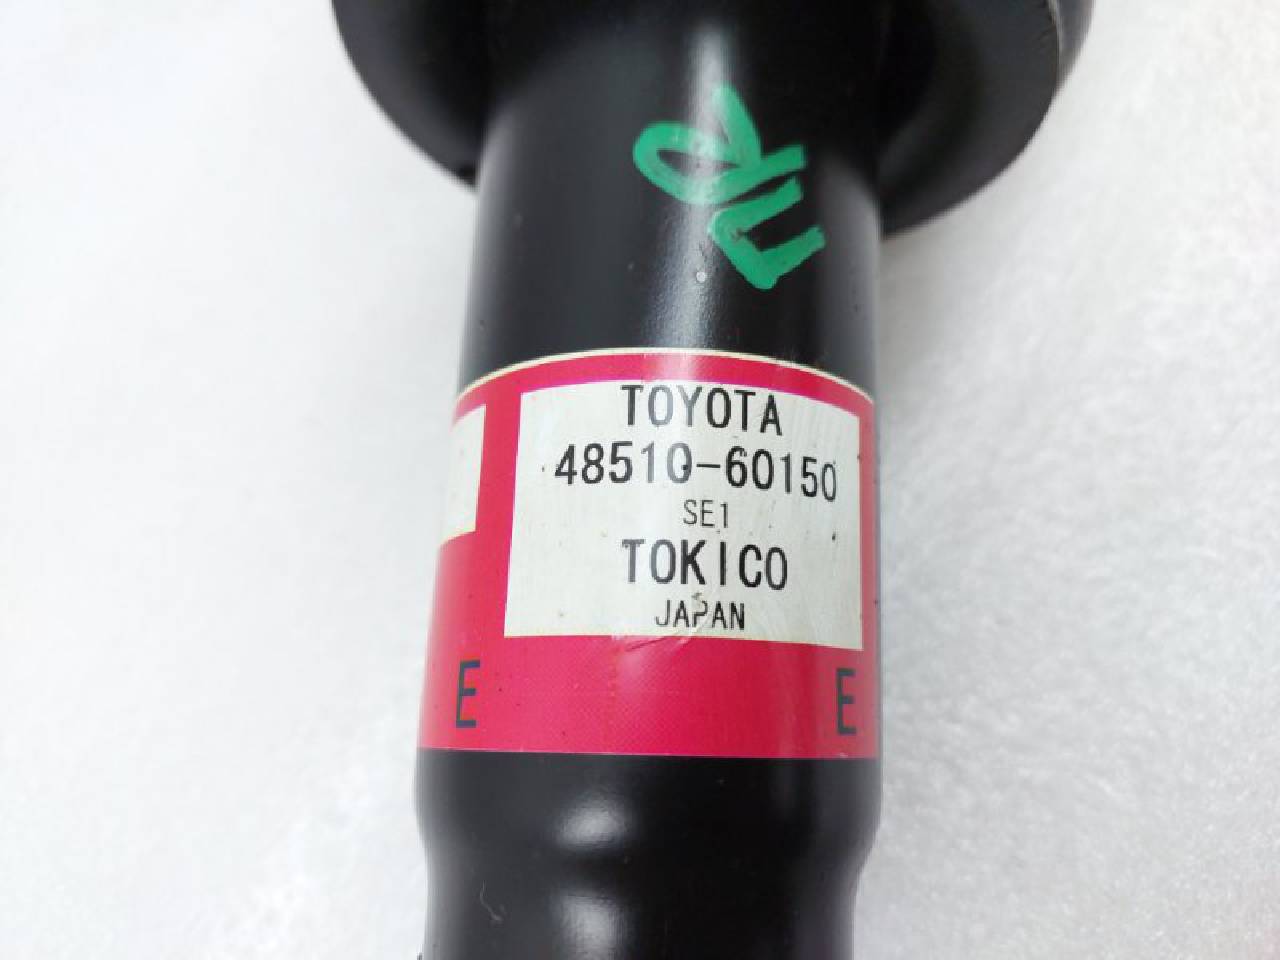 TOYOTA
48510-60150
SE1
TOKICO
JAPAN
E E